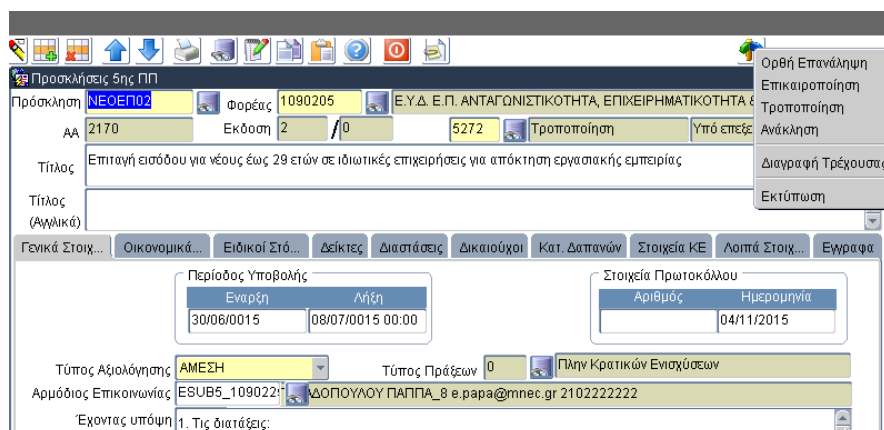 Προσκλήσεις 5ης ΠΠ
Πρόσκληση ΝΕΟΕΠ02 Φορέας 1090205 Ε.Υ.Δ. Ε.Π. ΑΝΤΑΓΩΝΙΣΤΙΚΟΤΗΤΑ, ΕΠΙΧΕΙΡΗΜΑΤΙΚΟΤΗΤΑ &
ΑΑ 2170 Εκδοση 2 / 0 5272 Τροποποίηση Υπό επεξε
Τίτλος Επιταγή εισόδου για νέους έως 29 ετών σε ιδιωτικές επιχειρήσεις για απόκτηση εργασιακής εμπειρίας
Τίτλος
(Αγγλικά)
Ορθή Επανάληψη
Επικαιροποίηση
Τροποποίηση
Ανάκληση
Διαγραφή Τρέχουσας
Εκτύπωση
Γενικά Στοιχ... Οικονομικά... Ειδικοί Στό... Δείκτες Διαστάσεις Δικαιούχοι Κατ. Δαπανών Στοιχεία ΚΕ Λοιπά Στοιχ... Εγγραφα
Περίοδος Υποβολής Στοιχεία Πρωτοκόλλου
Εναρξη Λήξη Αριθμός Ημερομηνία
30/06/0015 08/07/0015 00:00 04/11/2015
Τύπος Αξιολόγησης ΑΜΕΣΗ Τύπος Πράξεων 0 Πλην Κρατικών Ενισχύσεων
Αρμόδιος Επικοινωνίας ESUB5_109022 ΑΔΟΠΟΥΛΟΥ ΠΑΠΠΑ_8 e.papa@mnec.gr 2102222222
Έχοντας υπόψη 1. Τις διατάξεις: